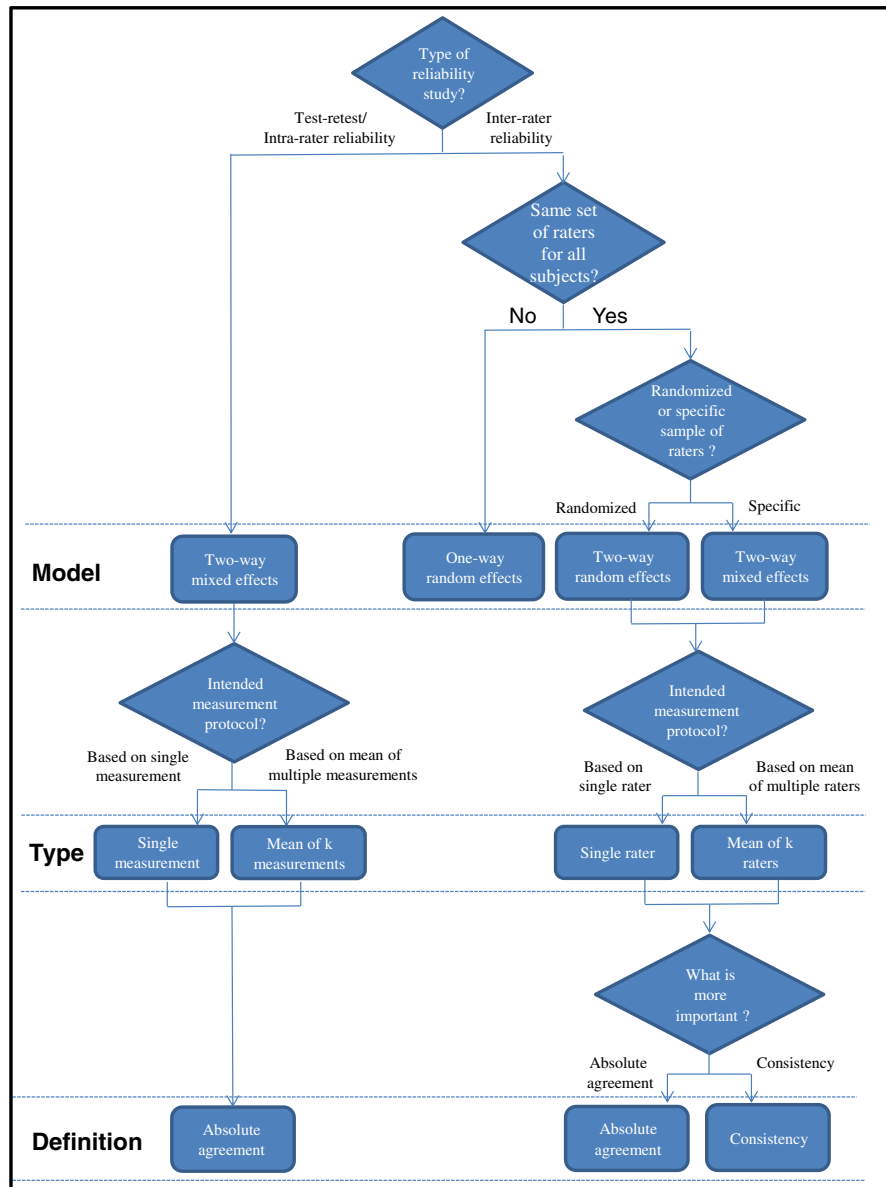 Type of
reliability
study?
Test-retest/
Intra-rater reliability
Inter-rater
reliability
Same set
of raters
for all
subjects?
No
Yes
Randomized
or specific
sample of
raters ?
Randomized
Specific
Model
Two-way
mixed effects
One-way
random effects
Two-way
random effects
Two-way
mixed effects
Intended
measurement
protocol?
Based on single
measurement
Based on mean of
multiple measurements
Intended
measurement
protocol?
Based on
single rater
Based on mean
of multiple raters
Type
Single
measurement
Mean of k
measurements
Single rater
Mean of k
raters
What is
more
important ?
Absolute
agreement
Consistency
Definition
Absolute
agreement
Absolute
agreement
Consistency